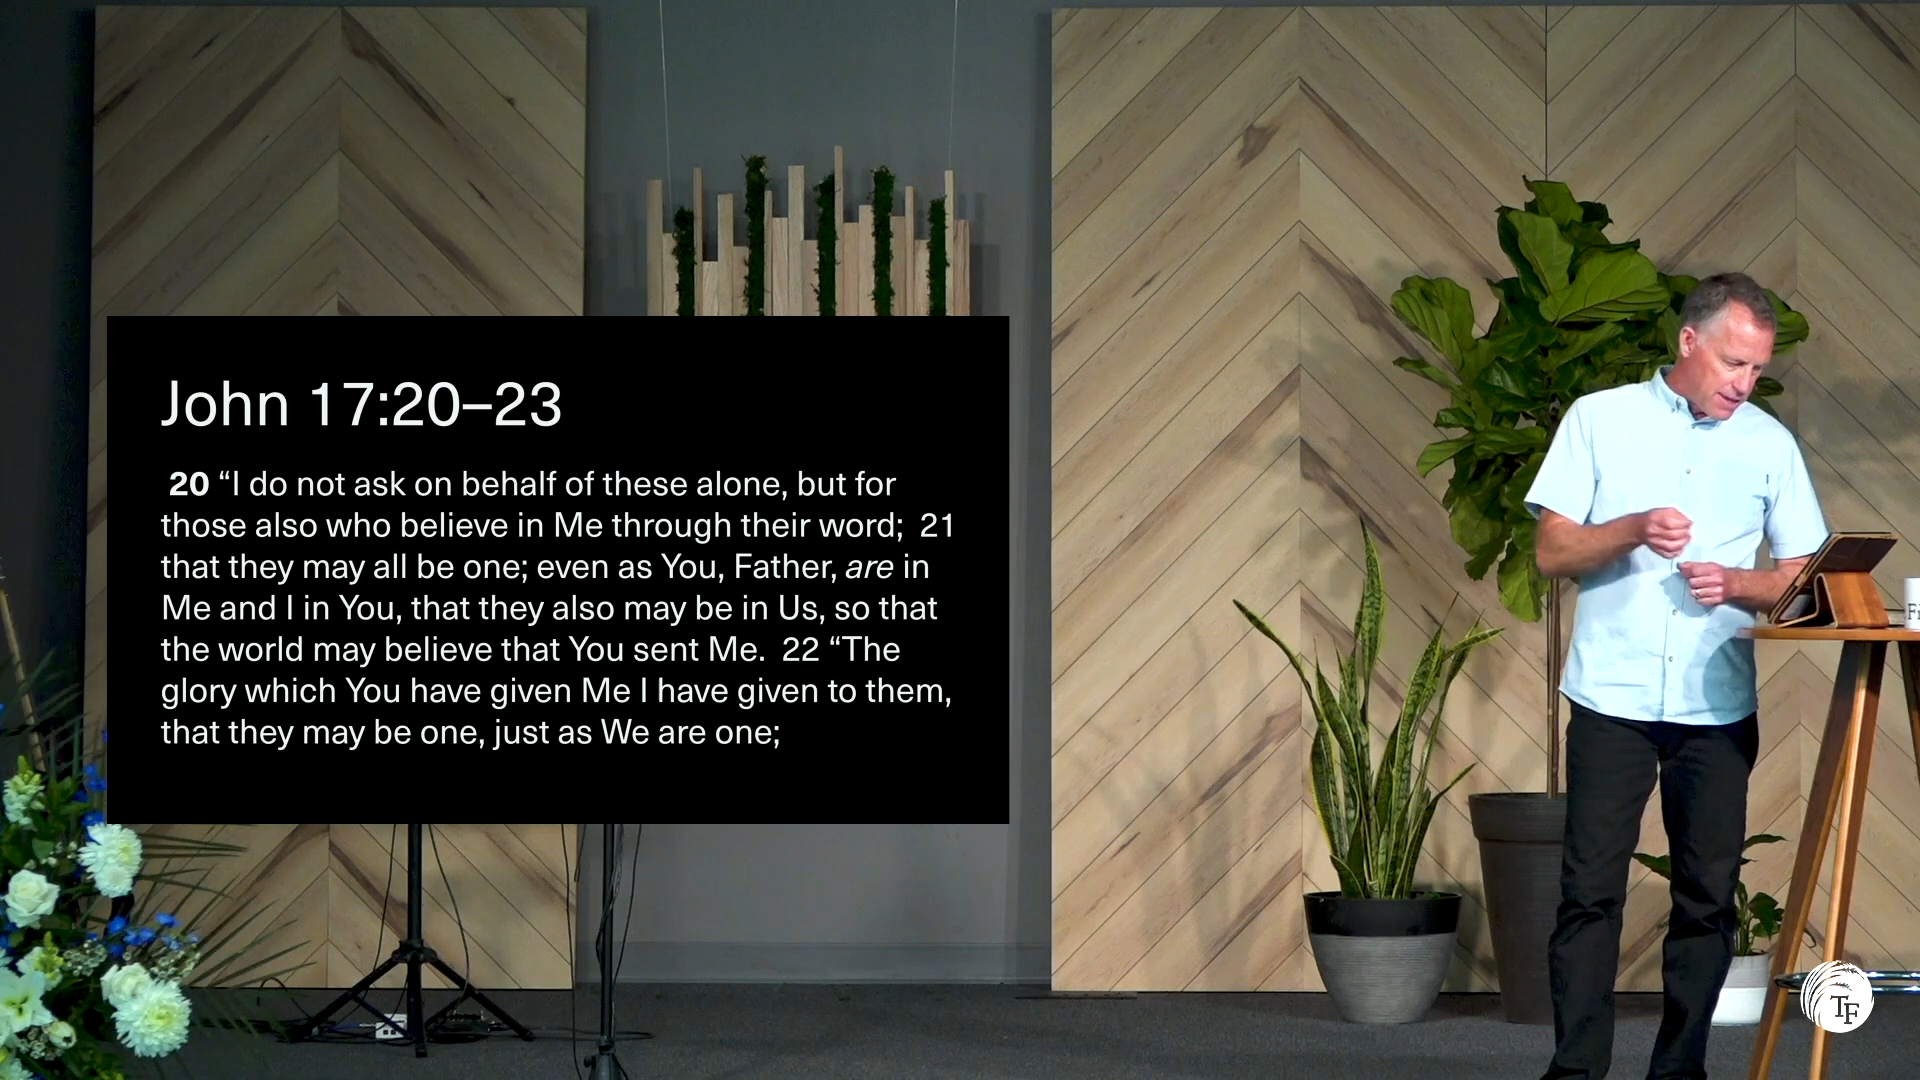 John 17:20–23
20 “I do not ask on behalf of these alone, but for
those also who believe in Me through their word;  21
that they may all be one; even as You, Father, are in
Me and I in You, that they also may be in Us, so that
the world may believe that You sent Me.  22 “The
glory which You have given Me I have given to them,
that they may be one, just as We are one;
TF